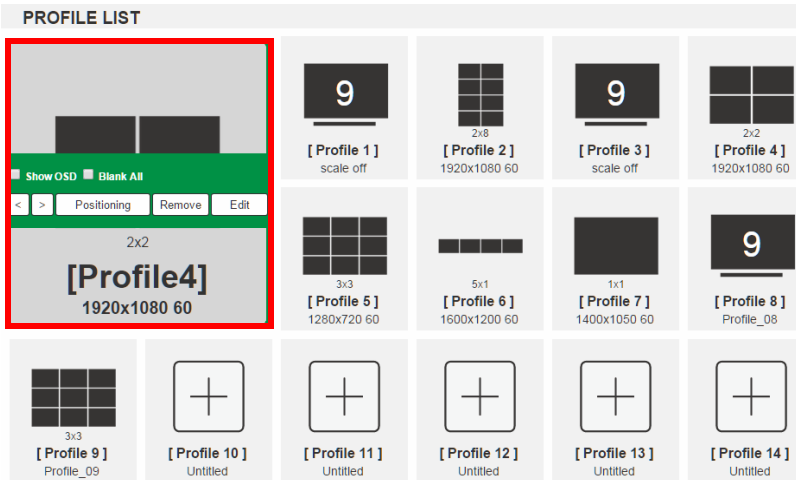 PROFILE LIST
Show OSD Blank All
< > Positioning Remove Edit
2x2
[Profile4]
1920x1080 60
9
[ Profile 1 ]
scale off
2x8
[ Profile 2 ]
1920x1080 60
9
[ Profile 3 ]
scale off
2x2
[ Profile 4 ]
1920x1080 60
3x3
[ Profile 5 ]
1280x720 60
5x1
[ Profile 6 ]
1600x1200 60
1x1
[ Profile 7 ]
1400x1050 60
9
[ Profile 8 ]
Profile_08
3x3
[ Profile 9 ]
Profile_09
[ Profile 10 ]
Untitled
[ Profile 11 ]
Untitled
[ Profile 12 ]
Untitled
[ Profile 13 ]
Untitled
[ Profile 14 ]
Untitled